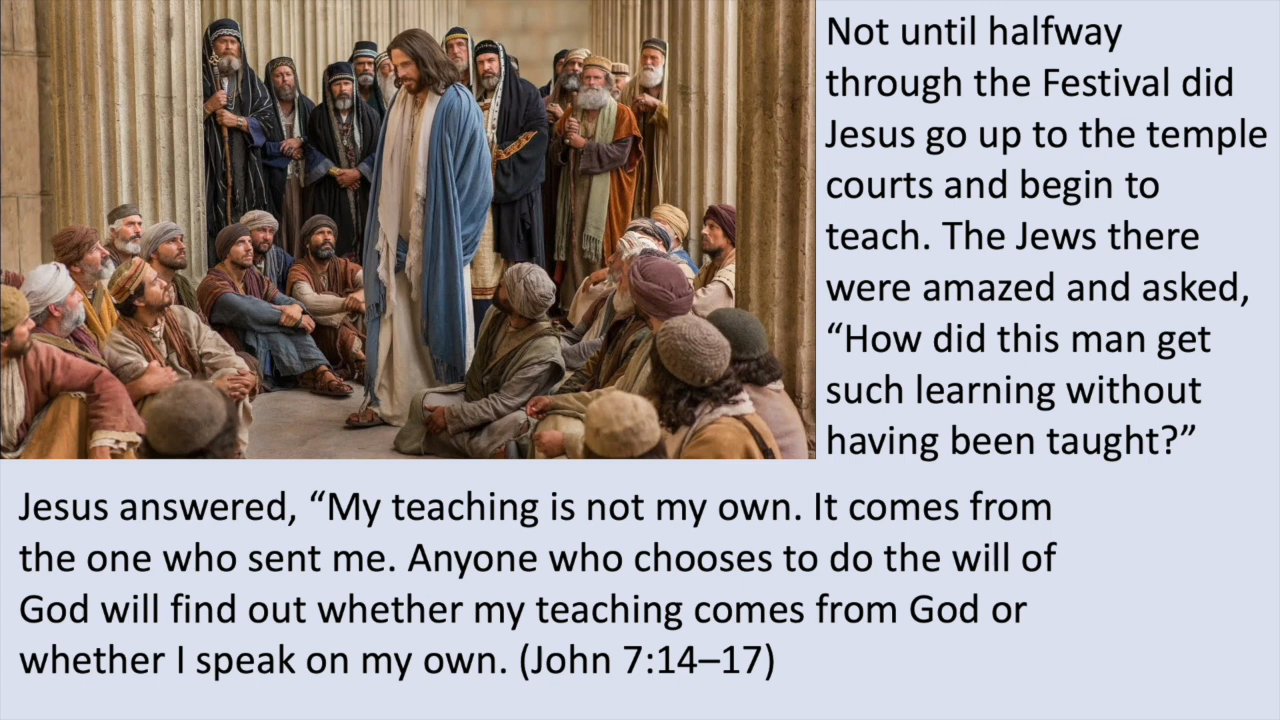 Not until halfway
through the Festival did
Jesus go up to the temple
courts and begin to
teach. The Jews there
were amazed and asked,
“How did this man get
such learning without
having been taught?”
Jesus answered, “My teaching is not my own. It comes from
the one who sent me. Anyone who chooses to do the will of
God will find out whether my teaching comes from God or
whether I speak on my own. (John 7:14–17)